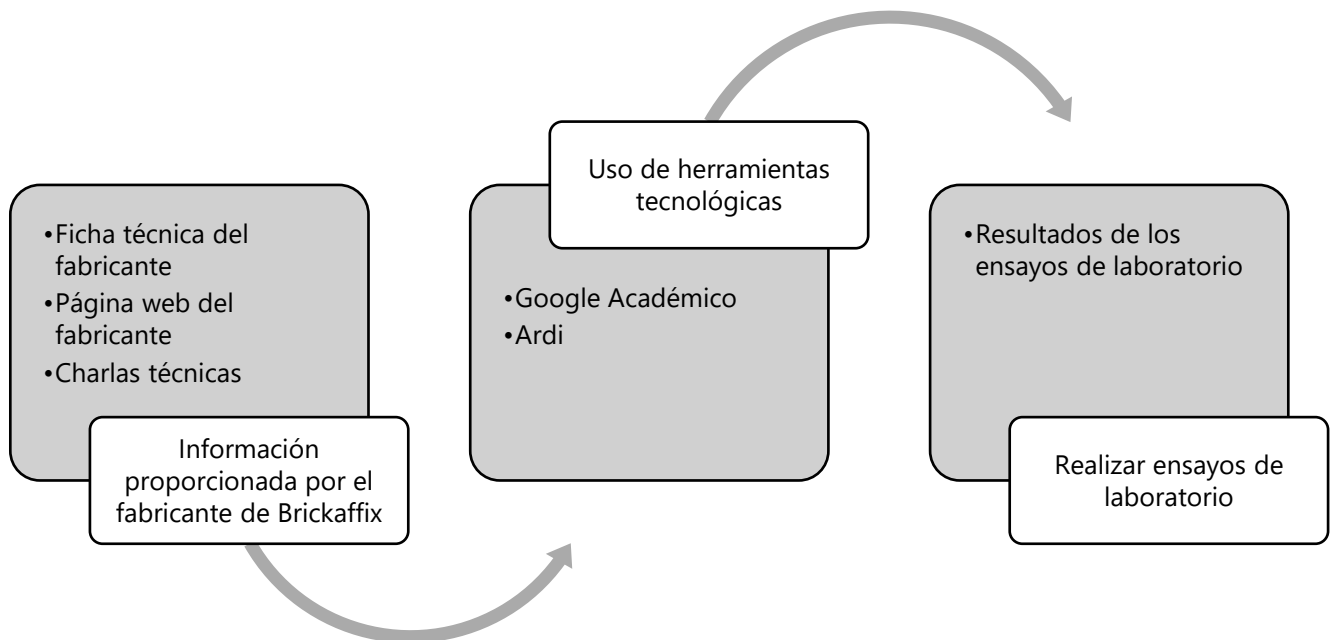 •Ficha técnica del
fabricante
•Página web del
fabricante
•Charlas técnicas
Información
proporcionada por el
fabricante de Brickaffix
Uso de herramientas
tecnológicas
•Google Académico
•Ardi
•Resultados de los
ensayos de laboratorio
Realizar ensayos de
laboratorio